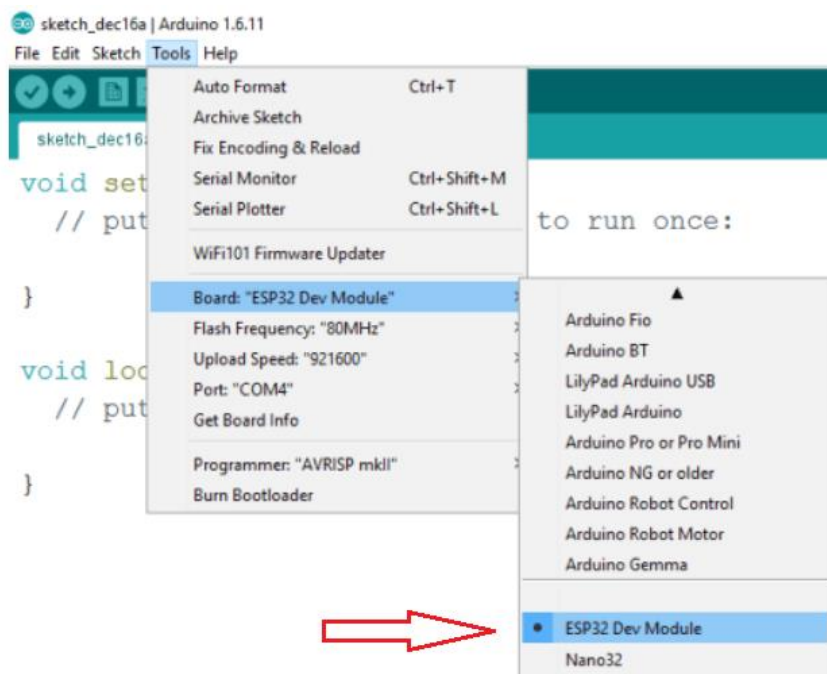 sketch_dec16a | Arduino 1.6.11
File Edit Sketch Tools Help
Auto Format Ctrl+T
Archive Sketch
sketch_dec16
Fix Encoding & Reload
void set
Serial Monitor Ctrl+Shift+M
// put
Serial Plotter Ctrl+Shift+L
to run once:
WiFi101 Firmware Updater
}
Board: "ESP32 Dev Module"
Flash Frequency: "80MHz"
Upload Speed: "921600"
void loo
Port: "COM4"
// put
Get Board Info
Programmer: "AVRISP mkII"
}
Burn Bootloader
Arduino Fio
Arduino BT
LilyPad Arduino USB
LilyPad Arduino
Arduino Pro or Pro Mini
Arduino NG or older
Arduino Robot Control
Arduino Robot Motor
Arduino Gemma
ESP32 Dev Module
Nano32